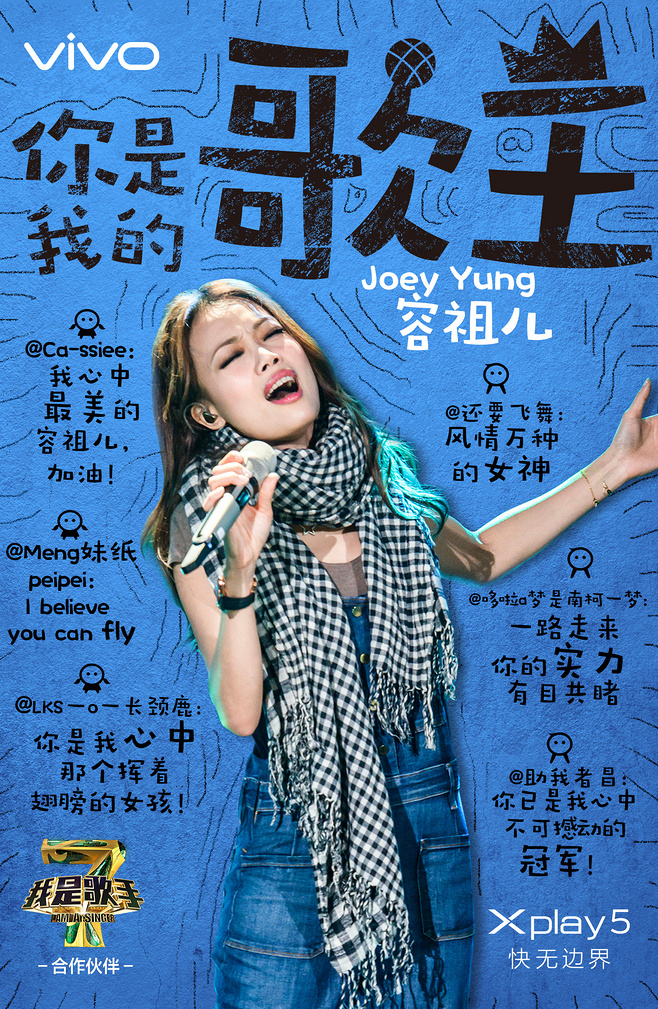 vivo
你是
我的
歌王
@
Joey Yung
容祖儿
@Ca-ssiee:
我心中
最美的
容祖儿,
加油!
@还要飞舞:
风情万种
的女神
@Meng妹纸
peipei:
I believe
you can fly
@哆啦a梦是南柯一梦:
一路走来
你的实力
有目共睹
@LKS一o一长颈鹿:
你是我心中
那个挥着
翅膀的女孩!
@助我者昌:
你已是我心中
不可撼动的
冠军!
我是歌手
合作伙伴
Xplay5
快无边界